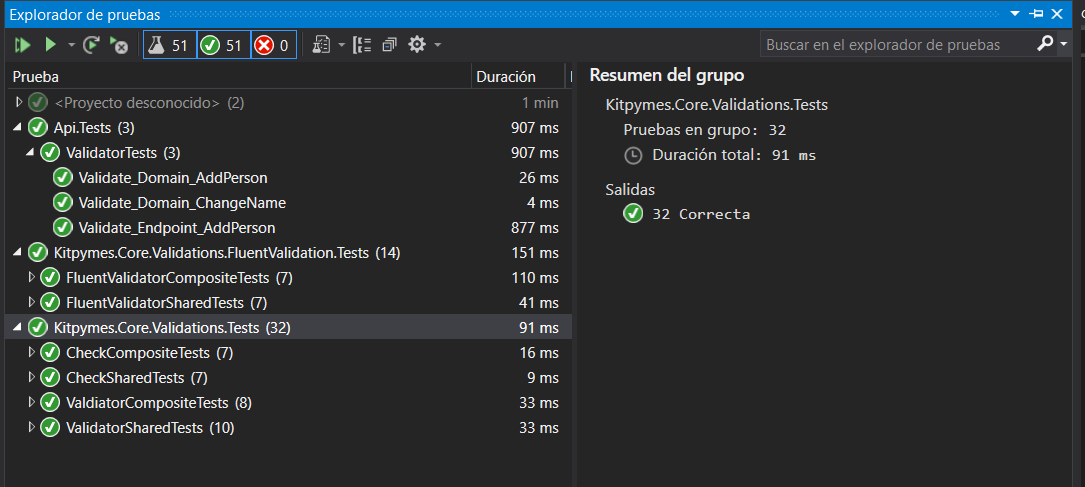 Explorador de pruebas
51 51 0
Buscar en el explorador de pruebas
Prueba Duración
<Proyecto desconocido> (2) 1 min
Api.Tests (3) 907 ms
ValidatorTests (3) 907 ms
Validate_Domain_AddPerson 26 ms
Validate_Domain_ChangeName 4 ms
Validate_Endpoint_AddPerson 877 ms
Kitpymes.Core.Validations.FluentValidation.Tests (14) 151 ms
FluentValidatorCompositeTests (7) 110 ms
FluentValidatorSharedTests (7) 41 ms
Kitpymes.Core.Validations.Tests (32) 91 ms
CheckCompositeTests (7) 16 ms
CheckSharedTests (7) 9 ms
ValdiatorCompositeTests (8) 33 ms
ValidatorSharedTests (10) 33 ms
Resumen del grupo
Kitpymes.Core.Validations.Tests
Pruebas en grupo: 32
Duración total: 91 ms
Salidas
32 Correcta